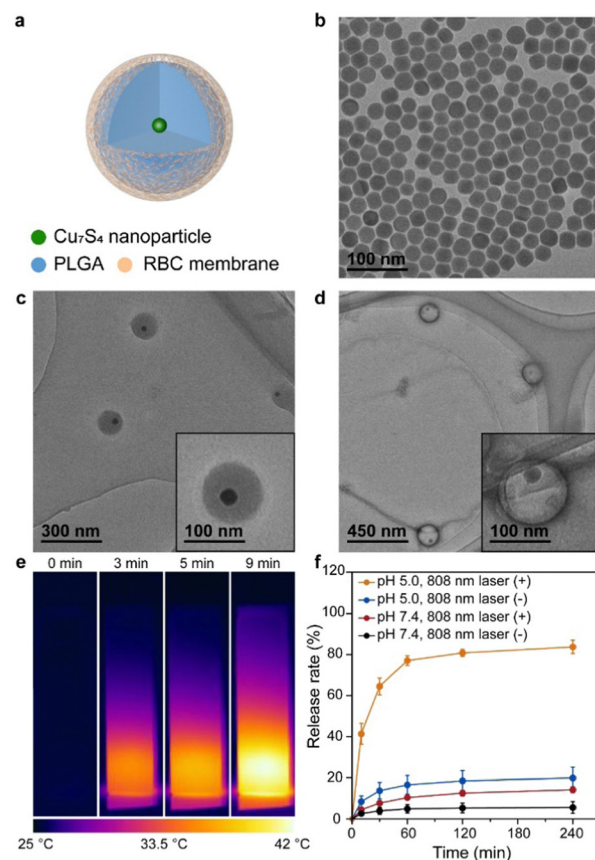 a
Cu₇S₄ nanoparticle
PLGA
RBC membrane
b
100 nm
c
300 nm
100 nm
d
450 nm
100 nm
e
0 min
3 min
5 min
9 min
25 °C
33.5 °C
42 °C
f
120
100
80
60
40
20
0
Release rate (%)
pH 5.0, 808 nm laser (+)
pH 5.0, 808 nm laser (-)
pH 7.4, 808 nm laser (+)
pH 7.4, 808 nm laser (-)
0
60
120
180
240
Time (min)